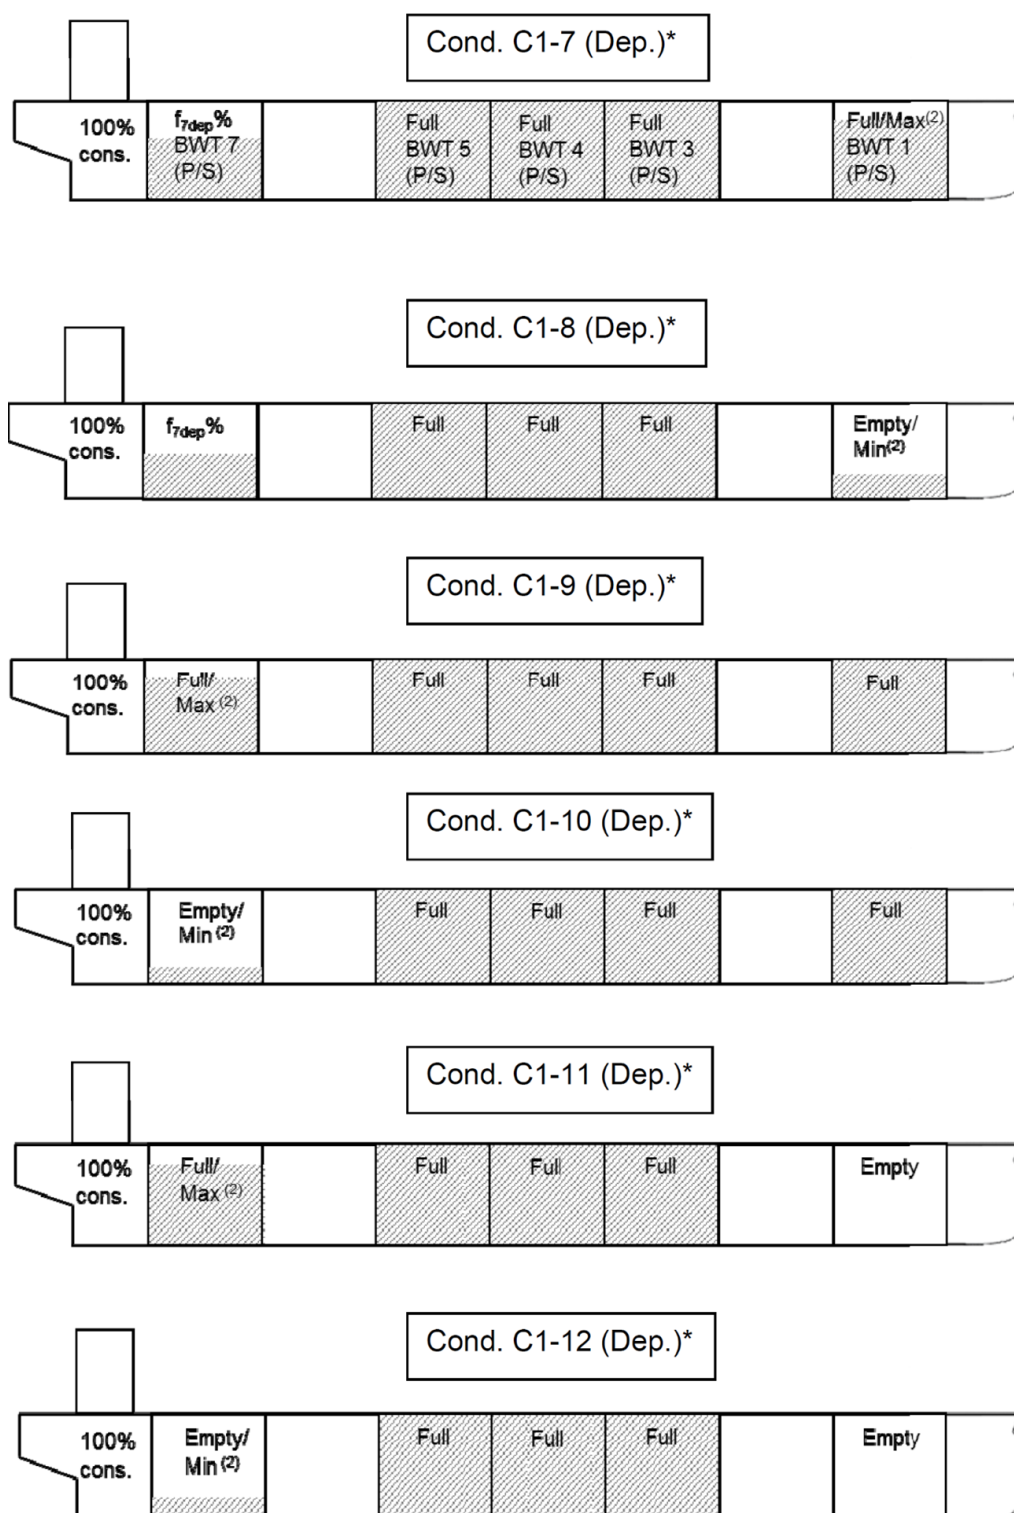 Cond. C1-7 (Dep.)*
100%
cons.
f7dep%
BWT 7
(P/S)
Full
BWT 5
(P/S)
Full
BWT 4
(P/S)
Full
BWT 3
(P/S)
Full/Max(2)
BWT 1
(P/S)
Cond. C1-8 (Dep.)*
100%
cons.
f7dep%
Full
Full
Full
Empty/
Min(2)
Cond. C1-9 (Dep.)*
100%
cons.
Full/
Max (2)
Full
Full
Full
Full
Cond. C1-10 (Dep.)*
100%
cons.
Empty/
Min (2)
Full
Full
Full
Full
Cond. C1-11 (Dep.)*
100%
cons.
Full/
Max (2)
Full
Full
Full
Empty
Cond. C1-12 (Dep.)*
100%
cons.
Empty/
Min (2)
Full
Full
Full
Empty